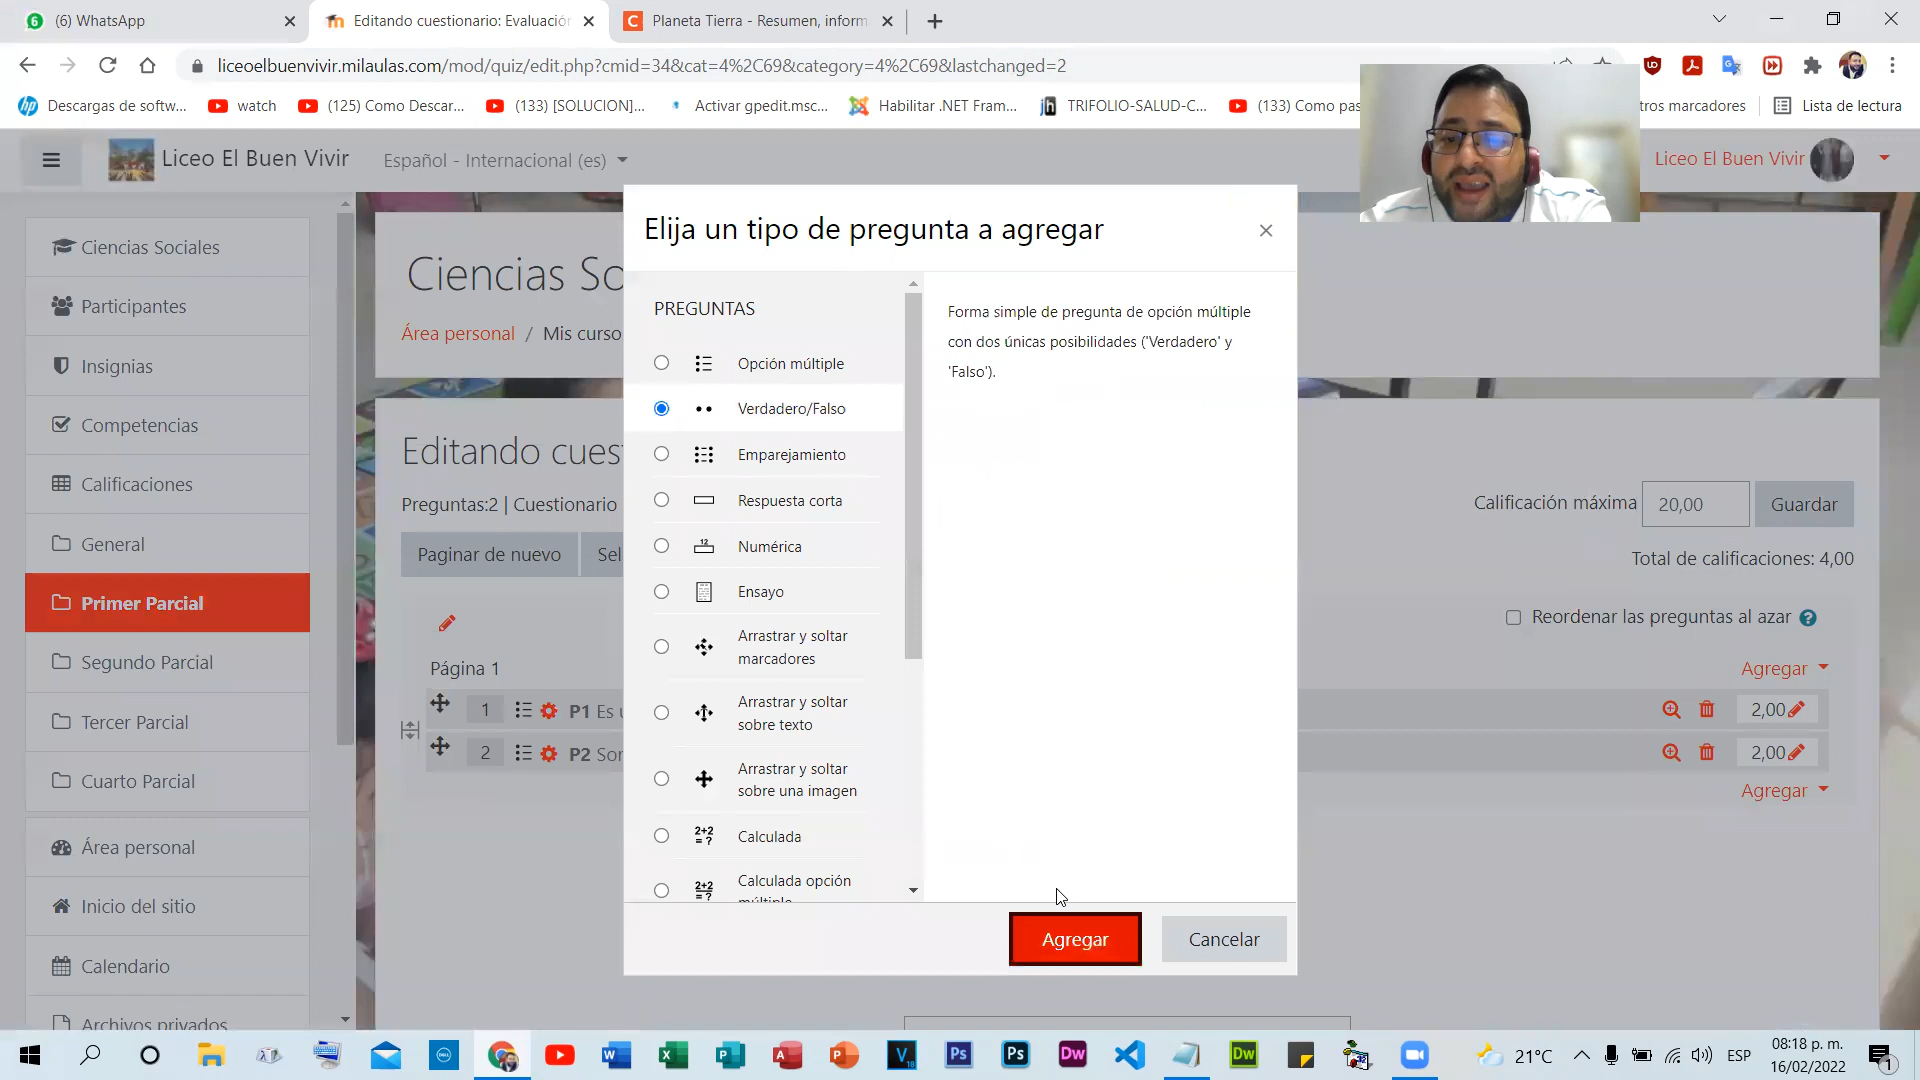 (6) WhatsApp
Editando cuestionario: Evaluación
Planeta Tierra - Resumen, inform
liceoelbuenvivir.milaulas.com/mod/quiz/edit.php?cmid=34&cat=4%2C69&category=4%2C69&lastchanged=2
Descargas de softw...
watch
(125) Como Descar...
(133) [SOLUCION]...
Activar gpedit.msc...
Habilitar .NET Fram...
TRIFOLIO-SALUD-C...
(133) Como pas
tros marcadores
Lista de lectura
Liceo El Buen Vivir
Español - Internacional (es)
Liceo El Buen Vivir
Ciencias Sociales
Participantes
Insignias
Competencias
Calificaciones
General
Primer Parcial
Segundo Parcial
Tercer Parcial
Cuarto Parcial
Área personal
Inicio del sitio
Calendario
Archivos privados
Ciencias So
Área personal / Mis curso
Editando cues
Preguntas:2 | Cuestionario
Paginar de nuevo
Sel
Calificación máxima
20,00
Guardar
Total de calificaciones: 4,00
Reordenar las preguntas al azar
Página 1
Agregar
1
P1 Es u
2,00
2
P2 Sor
2,00
Agregar
Elija un tipo de pregunta a agregar
PREGUNTAS
Opción múltiple
Verdadero/Falso
Emparejamiento
Respuesta corta
Numérica
Ensayo
Arrastrar y soltar
marcadores
Arrastrar y soltar
sobre texto
Arrastrar y soltar
sobre una imagen
Calculada
Calculada opción
múltiple
Forma simple de pregunta de opción múltiple
con dos únicas posibilidades ('Verdadero' y
'Falso').
Agregar
Cancelar
21°C
ESP
08:18 p. m.
16/02/2022
1